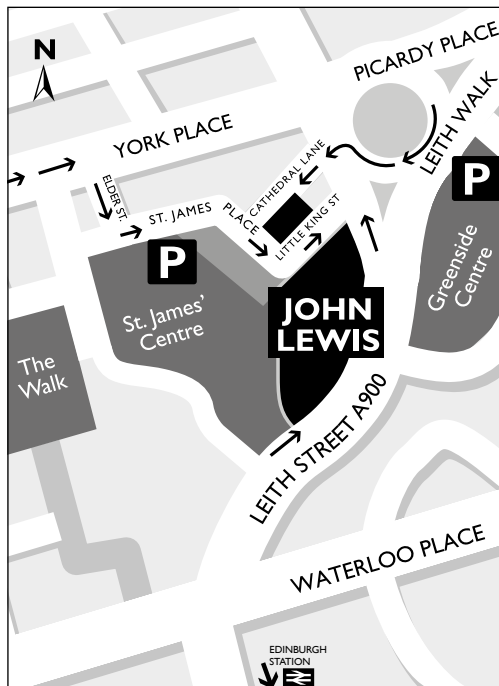 N
PICARDY PLACE
LEITH WALK
YORK PLACE
CATHEDRAL LANE
ELDER ST.
P
ST. JAMES
PLACE
LITTLE KING ST
P
Greenside
Centre
St. James'
Centre
JOHN
LEWIS
The
Walk
LEITH STREET A900
WATERLOO PLACE
EDINBURGH
STATION